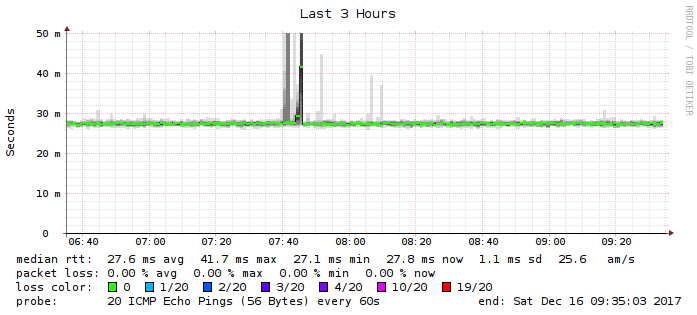 Last 3 Hours
RRDTOOL / TOBI OETIKER
Seconds
50 m
40 m
30 m
20 m
10 m
0
06:40 07:00 07:20 07:40 08:00 08:20 08:40 09:00 09:20
median rtt: 27.6 ms avg 41.7 ms max 27.1 ms min 27.8 ms now 1.1 ms sd 25.6 am/s
packet loss: 0.00 % avg 0.00 % max 0.00 % min 0.00 % now
loss color: 0 1/20 2/20 3/20 4/20 10/20 19/20
probe: 20 ICMP Echo Pings (56 Bytes) every 60s end: Sat Dec 16 09:35:03 2017